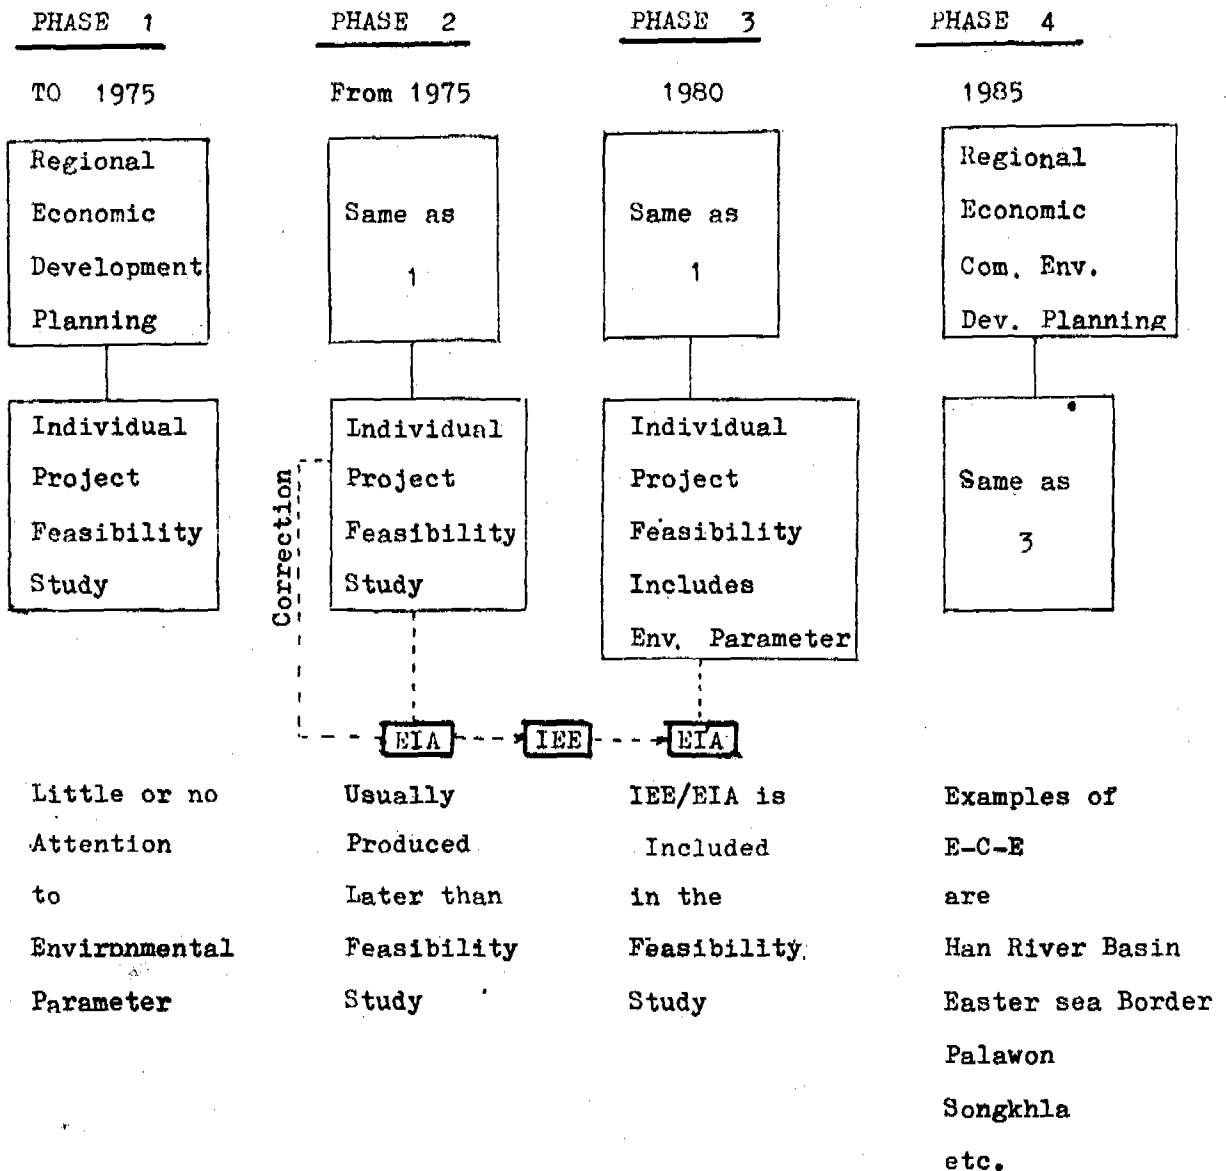 PHASE 1
TO 1975
Regional
Economic
Development
Planning
Individual
Project
Feasibility
Study
Little or no
Attention
to
Environmental
Parameter
PHASE 2
From 1975
Same as
1
Individual
Project
Feasibility
Study
Correction
EIA
IEE
EIA
Usually
Produced
Later than
Feasibility
Study
PHASE 3
1980
Same as
1
Individual
Project
Feasibility
Includes
Env. Parameter
IEE/EIA is
Included
in the
Feasibility
Study
PHASE 4
1985
Regional
Economic
Com. Env.
Dev. Planning
Same as
3
Examples of
E-C-E
are
Han River Basin
Easter sea Border
Palawon
Songkhla
etc.